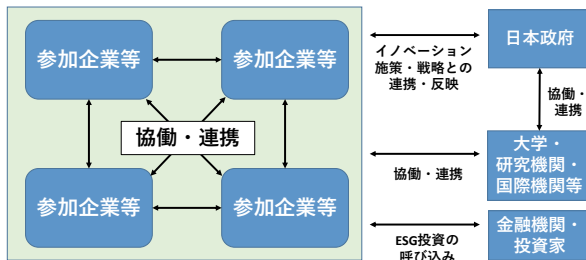 参加企業等
参加企業等
協働・連携
参加企業等
参加企業等
イノベーション
施策・戦略との
連携・反映
協働・連携
ESG投資の
呼び込み
日本政府
協働・
連携
大学・
研究機関・
国際機関等
金融機関・
投資家